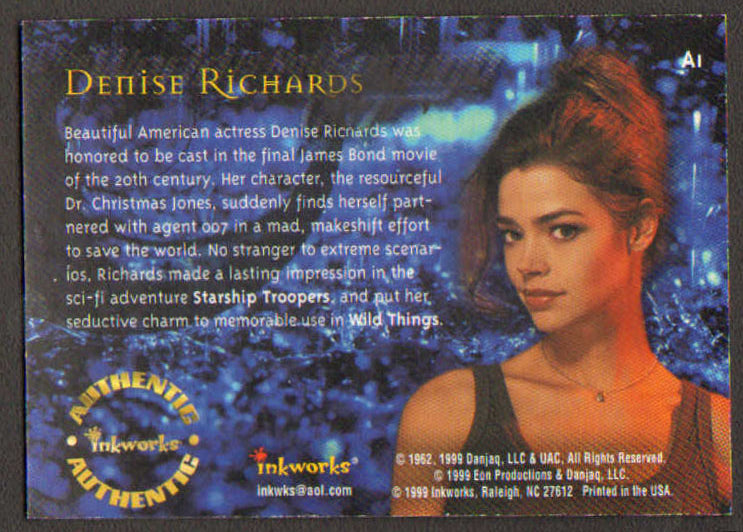 Denise Richards
A1
Beautiful American actress Denise Richards was
honored to be cast in the final James Bond movie
of the 20th century. Her character, the resourceful
Dr. Christmas Jones, suddenly finds herself part-
nered with agent 007 in a mad, makeshift effort
to save the world. No stranger to extreme scenar-
ios, Richards made a lasting impression in the
sci-fi adventure Starship Troopers, and put her
seductive charm to memorable use in Wild Things.
AUTHENTIC
inkworks
AUTHENTIC
inkworks®
inkwks@aol.com
© 1962, 1999 Danjaq, LLC & UAC, All Rights Reserved.
© 1999 Eon Productions & Danjaq, LLC.
© 1999 Inkworks, Raleigh, NC 27612 Printed in the USA.